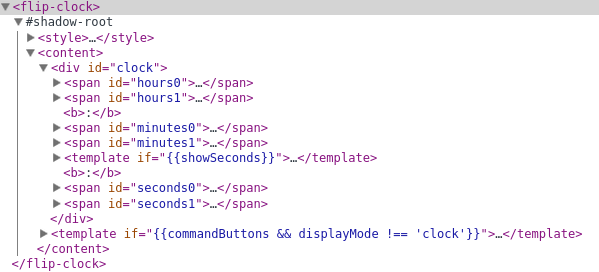 <flip-clock>
#shadow-root
<style>…</style>
<content>
<div id="clock">
<span id="hours0">…</span>
<span id="hours1">…</span>
<b>:</b>
<span id="minutes0">…</span>
<span id="minutes1">…</span>
<template if="{{showSeconds}}">…</template>
<b>:</b>
<span id="seconds0">…</span>
<span id="seconds1">…</span>
</div>
<template if="{{commandButtons && displayMode !== 'clock'}}">…</template>
</content>
</flip-clock>